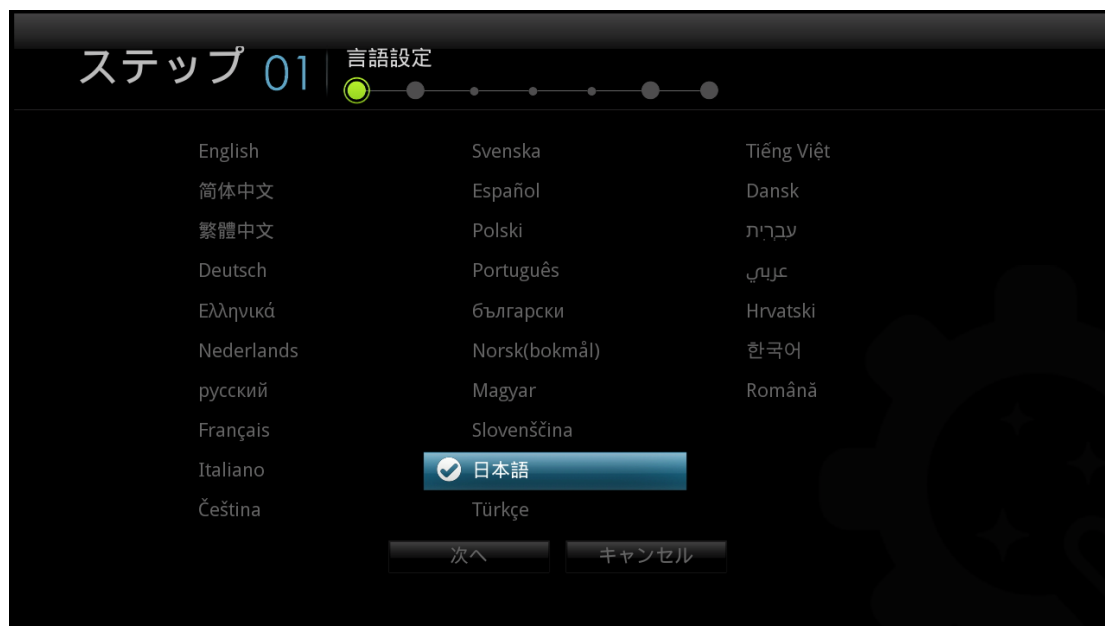 ステップ 01
言語設定
English
简体中文
繁體中文
Deutsch
Ελληνικά
Nederlands
русский
Français
Italiano
Čeština
Svenska
Español
Polski
Português
български
Norsk(bokmål)
Magyar
Slovenščina
日本語
Türkçe
Tiếng Việt
Dansk
עִבְרִית
عربي
Hrvatski
한국어
Română
次へ
キャンセル